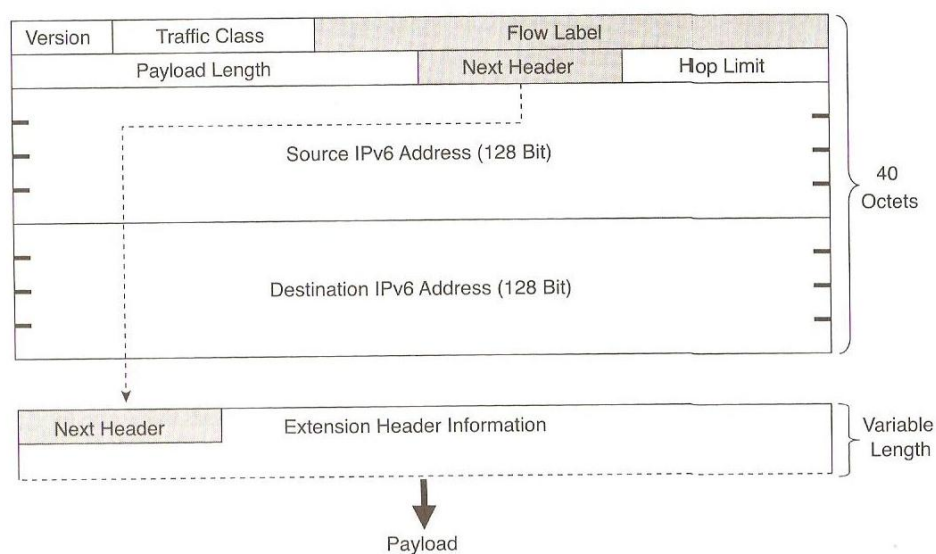 Version Traffic Class Flow Label
Payload Length Next Header Hop Limit
Source IPv6 Address (128 Bit)
40
Octets
Destination IPv6 Address (128 Bit)
Next Header Extension Header Information
Variable
Length
Payload